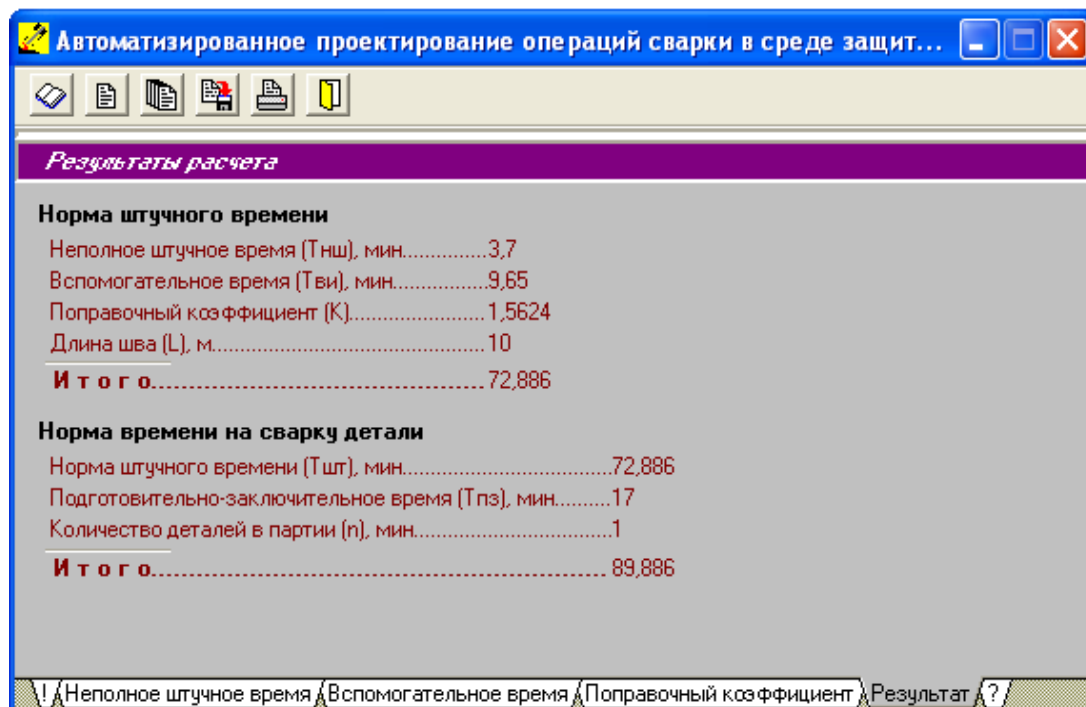 Автоматизированное проектирование операций сварки в среде защит...
Результаты расчета
Норма штучного времени
Неполное штучное время (Тнш), мин...............3,7
Вспомогательное время (Тви), мин.................9,65
Поправочный коэффициент (К)........................1,5624
Длина шва (L), м................................................10
И т о г о............................................72,886
Норма времени на сварку детали
Норма штучного времени (Тшт), мин.....................................72,886
Подготовительно-заключительное время (Тпз), мин..........17
Количество деталей в партии (n), мин...................................1
И т о г о............................................................ 89,886
! Неполное штучное время Вспомогательное время Поправочный коэффициент Результат ?